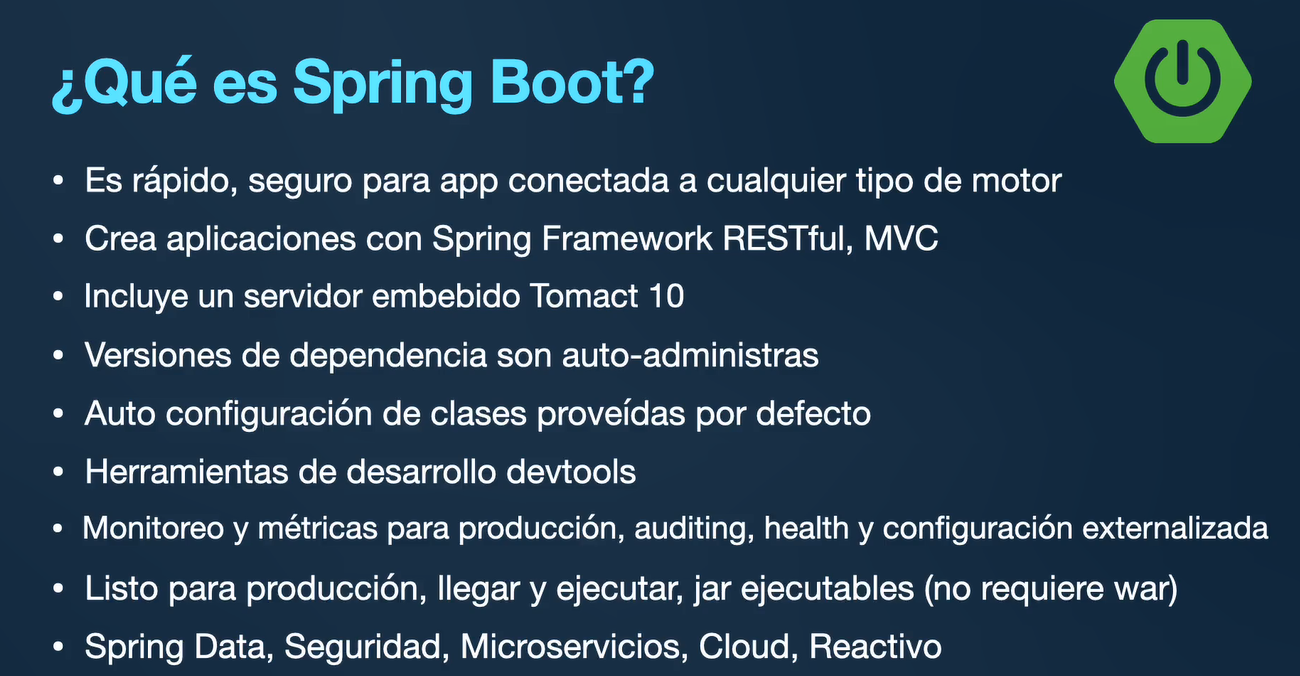 ¿Qué es Spring Boot?
• Es rápido, seguro para app conectada a cualquier tipo de motor
• Crea aplicaciones con Spring Framework RESTful, MVC
• Incluye un servidor embebido Tomact 10
• Versiones de dependencia son auto-administras
• Auto configuración de clases proveídas por defecto
• Herramientas de desarrollo devtools
• Monitoreo y métricas para producción, auditing, health y configuración externalizada
• Listo para producción, llegar y ejecutar, jar ejecutables (no requiere war)
• Spring Data, Seguridad, Microservicios, Cloud, Reactivo